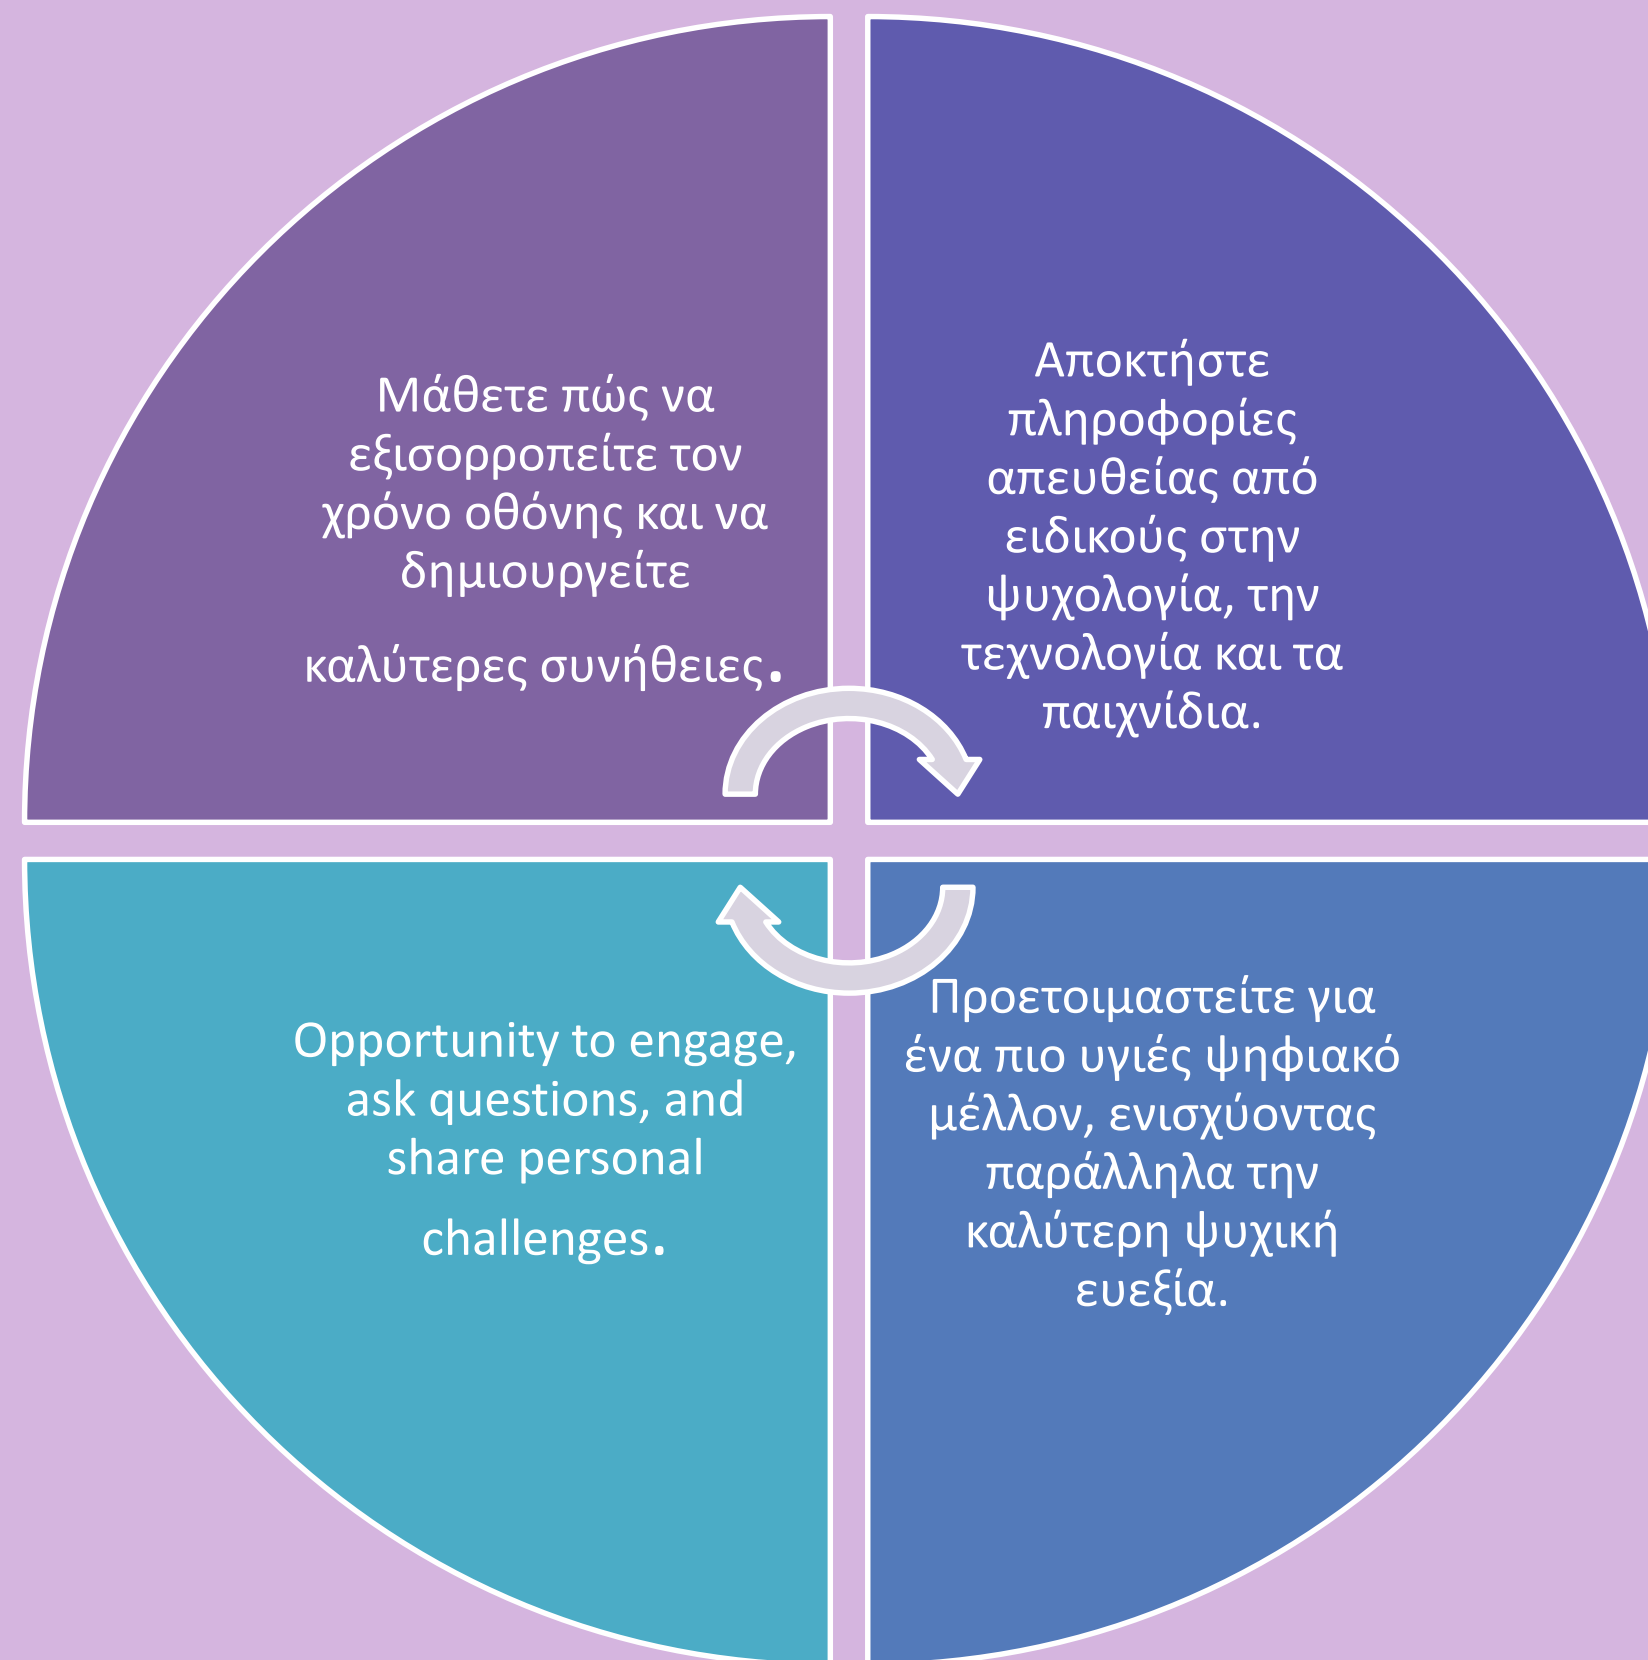 Μάθετε πώς να
εξισορροπείτε τον
χρόνο οθόνης και να
δημιουργείτε
καλύτερες συνήθειες.
Αποκτήστε
πληροφορίες
απευθείας από
ειδικούς στην
ψυχολογία, την
τεχνολογία και τα
παιχνίδια.
Opportunity to engage,
ask questions, and
share personal
challenges.
Προετοιμαστείτε για
ένα πιο υγιές ψηφιακό
μέλλον, ενισχύοντας
παράλληλα την
καλύτερη ψυχική
ευεξία.